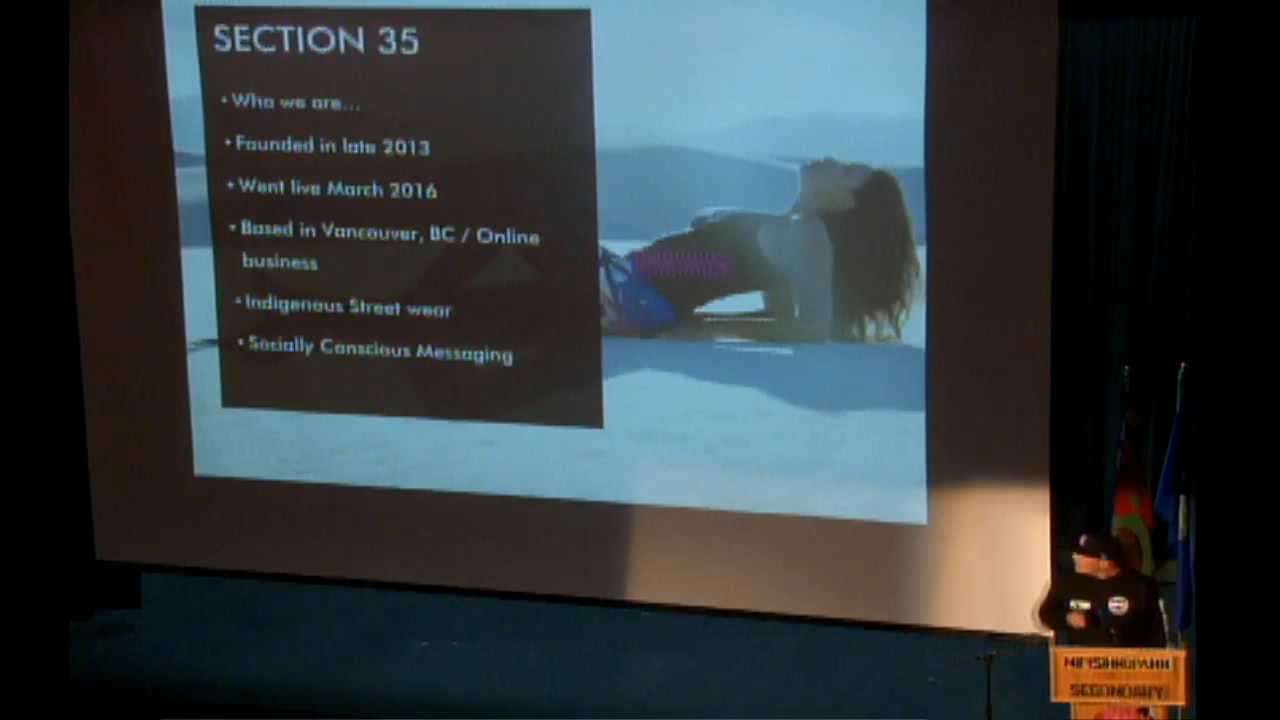 SECTION 35
• Who we are...
• Founded in late 2013
• Went live March 2016
• Based in Vancouver, BC / Online
business
• Indigenous Street wear
• Socially Conscious Messaging
SECONDARY